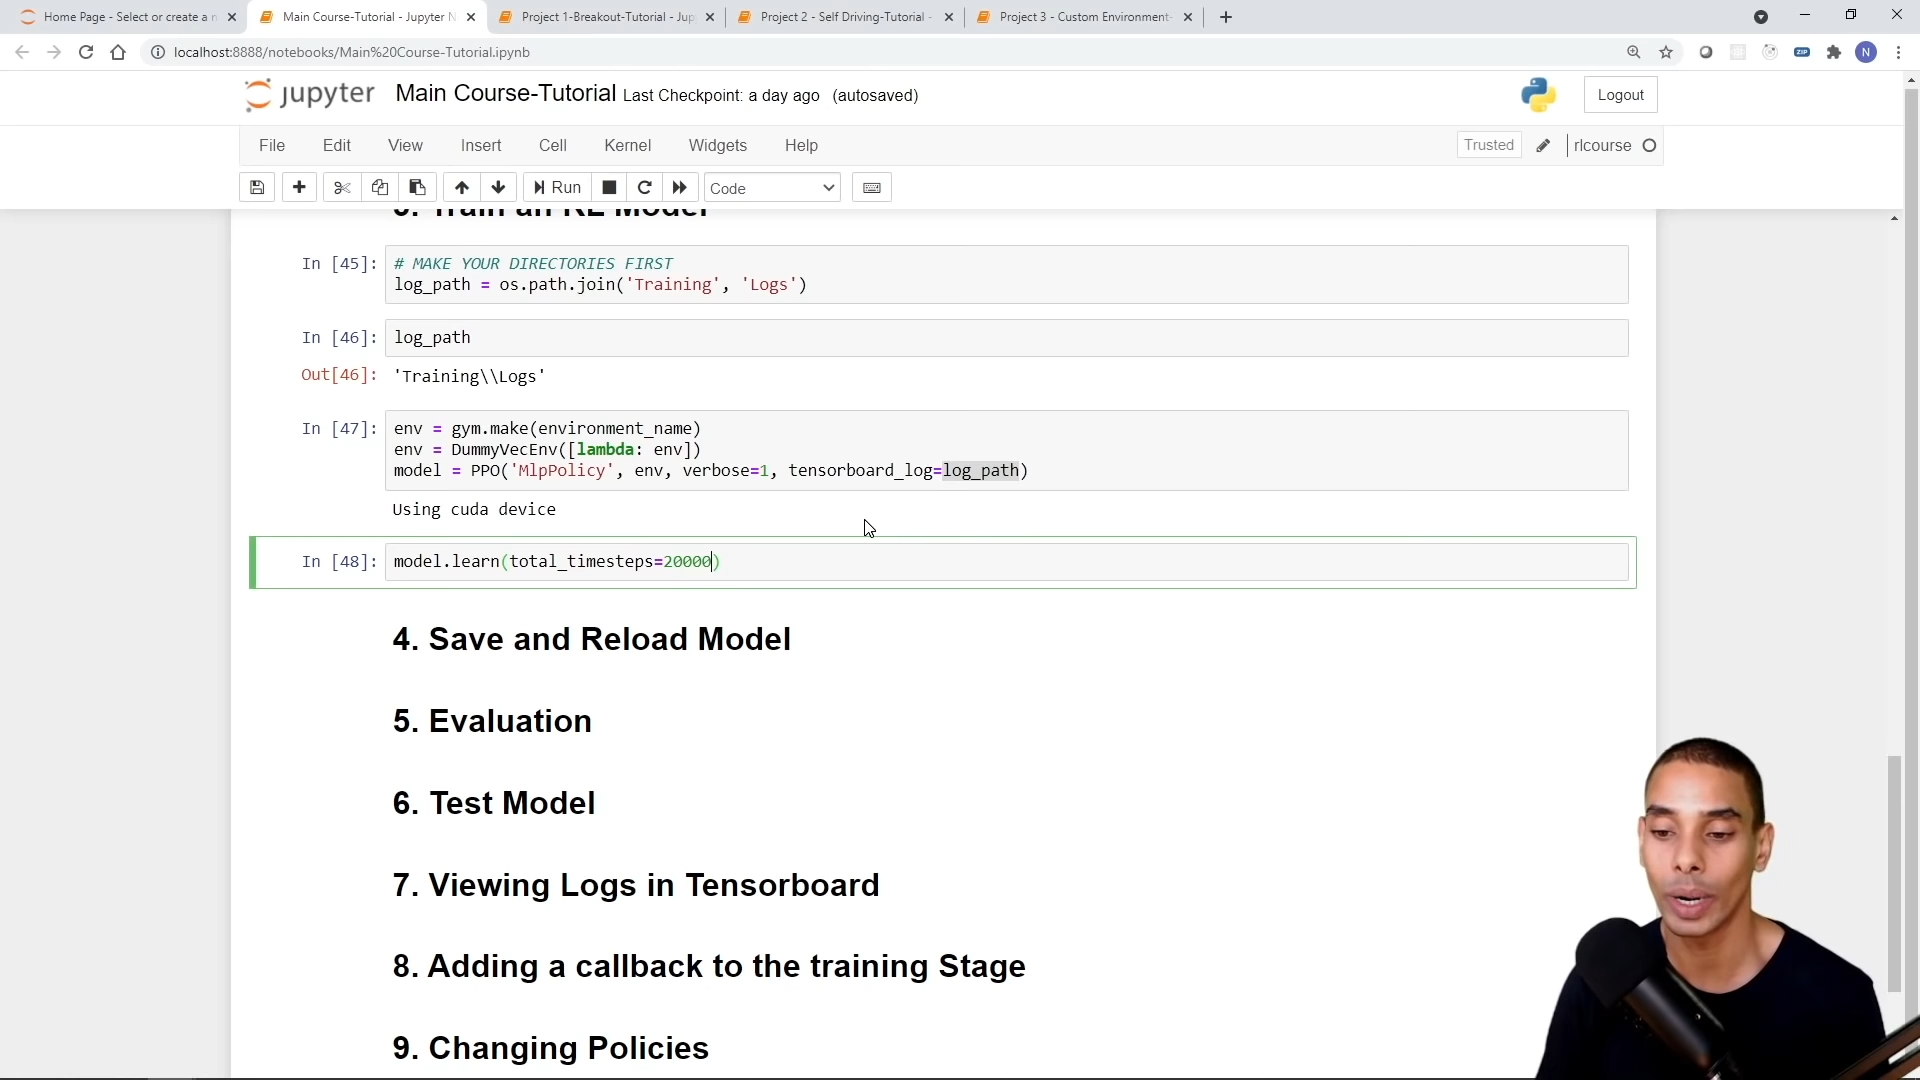 Home Page - Select or create a n
Main Course-Tutorial - Jupyter N
Project 1-Breakout-Tutorial - Jup
Project 2 - Self Driving-Tutorial -
Project 3 - Custom Environment-
localhost:8888/notebooks/Main%20Course-Tutorial.ipynb
ZIP
N
jupyter Main Course-Tutorial Last Checkpoint: a day ago (autosaved)
Logout
File Edit View Insert Cell Kernel Widgets Help
Trusted
rlcourse
Run
Code
3. Train an RL Model
In [45]: # MAKE YOUR DIRECTORIES FIRST
log_path = os.path.join('Training', 'Logs')
In [46]: log_path
Out[46]: 'Training\\Logs'
In [47]: env = gym.make(environment_name)
env = DummyVecEnv([lambda: env])
model = PPO('MlpPolicy', env, verbose=1, tensorboard_log=log_path)
Using cuda device
In [48]: model.learn(total_timesteps=20000)
4. Save and Reload Model
5. Evaluation
6. Test Model
7. Viewing Logs in Tensorboard
8. Adding a callback to the training Stage
9. Changing Policies